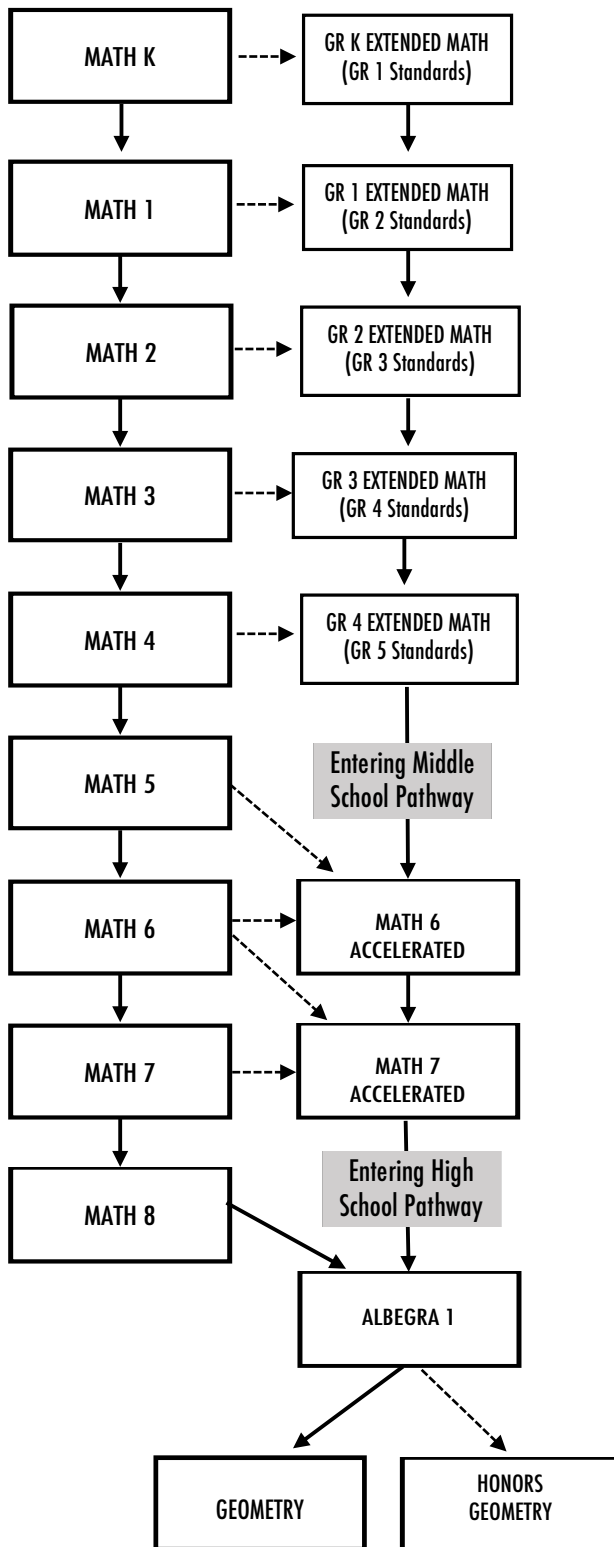 MATH K
GR K EXTENDED MATH
(GR 1 Standards)
MATH 1
GR 1 EXTENDED MATH
(GR 2 Standards)
MATH 2
GR 2 EXTENDED MATH
(GR 3 Standards)
MATH 3
GR 3 EXTENDED MATH
(GR 4 Standards)
MATH 4
GR 4 EXTENDED MATH
(GR 5 Standards)
MATH 5
Entering Middle
School Pathway
MATH 6
MATH 6
ACCELERATED
MATH 7
MATH 7
ACCELERATED
MATH 8
Entering High
School Pathway
ALBEGRA 1
GEOMETRY
HONORS
GEOMETRY